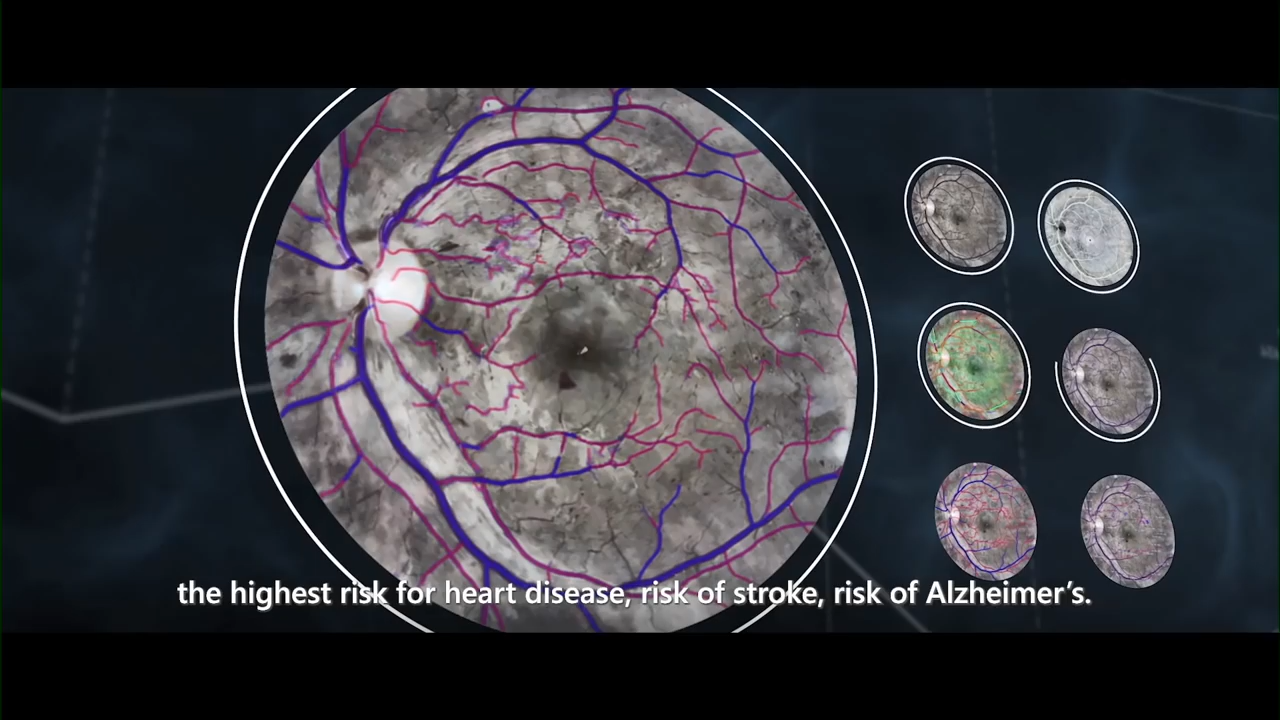 the highest risk for heart disease, risk of stroke, risk of Alzheimer’s.